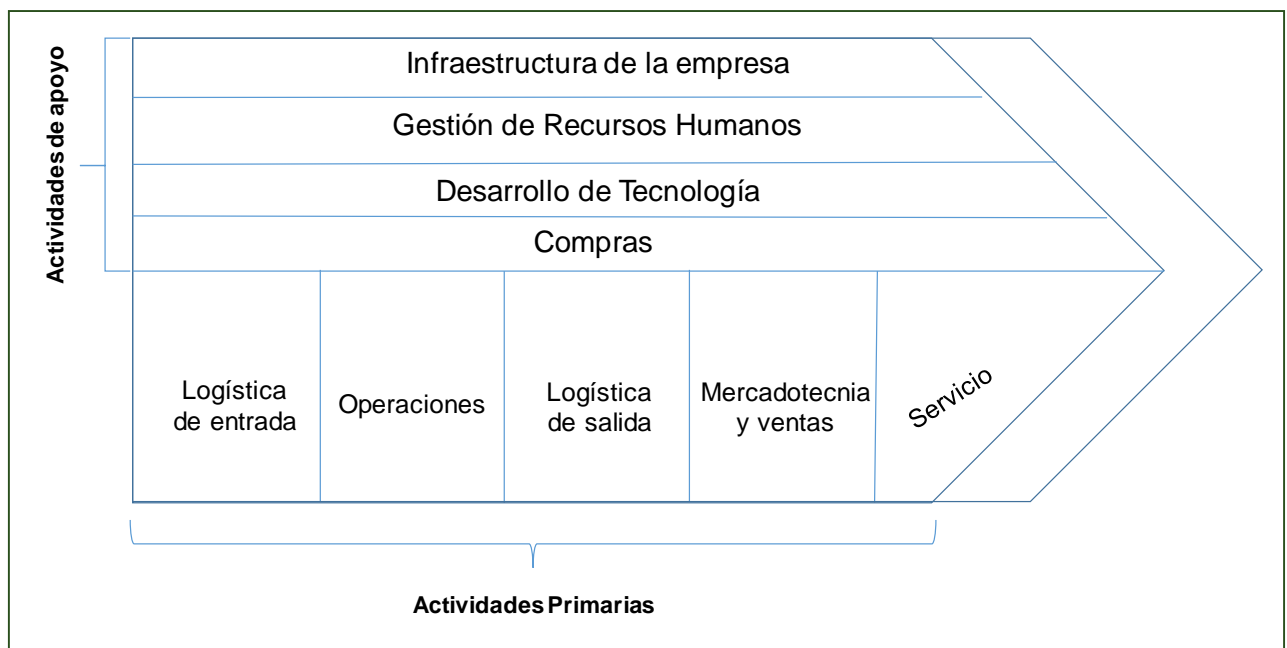 Actividades de apoyo
Infraestructura de la empresa
Gestión de Recursos Humanos
Desarrollo de Tecnología
Compras
Logística
de entrada
Operaciones
Logística
de salida
Mercadotecnia
y ventas
Servicio
Actividades Primarias